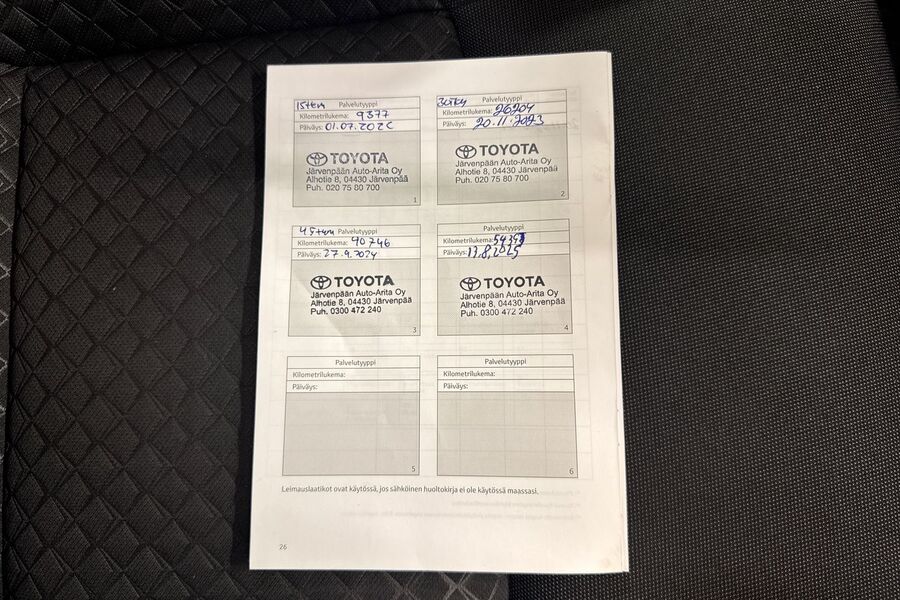 15tkm Palvelutyyppi
Kilometrilukema: 9377
Päiväys: 01.07.202
TOYOTA
Järvenpään Auto-Arita Oy
Alhotie 8, 04430 Järvenpää
Puh. 020 75 80 700
1
30tkm Palvelutyyppi
Kilometrilukema: 26204
Päiväys: 20.11.2023
TOYOTA
Järvenpään Auto-Arita Oy
Alhotie 8, 04430 Järvenpää
Puh. 020 75 80 700
2
45tkm Palvelutyyppi
Kilometrilukema: 40746
Päiväys: 27.9.2024
TOYOTA
Järvenpään Auto-Arita Oy
Alhotie 8, 04430 Järvenpää
Puh. 0300 472 240
3
Palvelutyyppi
Kilometrilukema:
Päiväys: 13.8.2025
TOYOTA
Järvenpään Auto-Arita Oy
Alhotie 8, 04430 Järvenpää
Puh. 0300 472 240
4
Palvelutyyppi
Kilometrilukema:
Päiväys:
5
Palvelutyyppi
Kilometrilukema:
Päiväys:
6
Leimauslaatikot ovat käytössä, jos sähköinen huoltokirja ei ole käytössä maassasi.
26